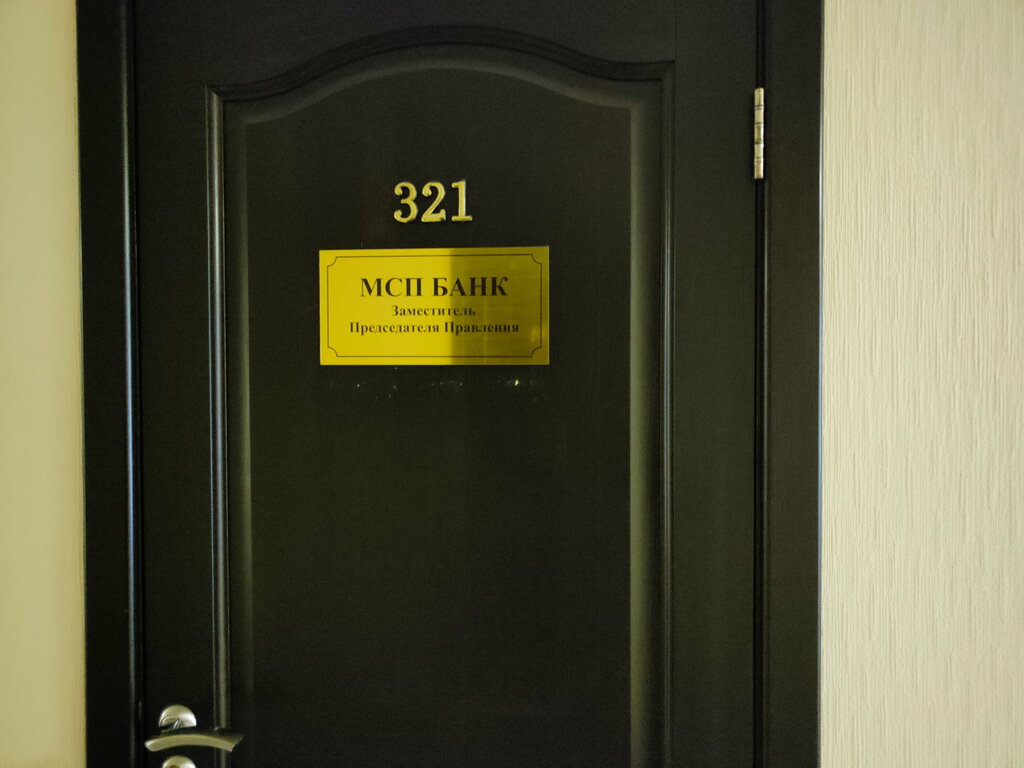 321
МСП БАНК
Заместитель
Председателя Правления